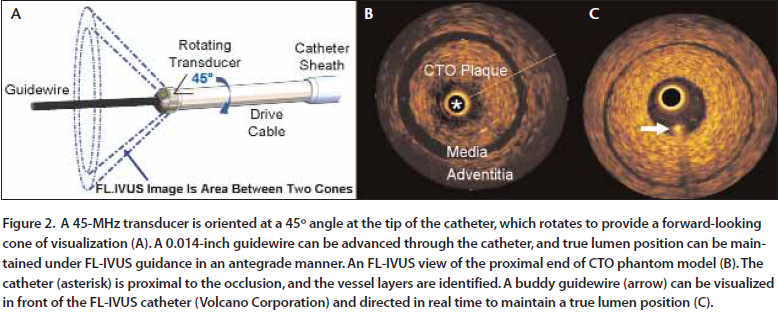 A
B
C
Rotating
Transducer
Catheter
Sheath
45°
Guidewire
Drive
Cable
FL.IVUS Image Is Area Between Two Cones
CTO Plaque
*
Media
Adventitia
Figure 2. A 45-MHz transducer is oriented at a 45º angle at the tip of the catheter, which rotates to provide a forward-looking
cone of visualization (A). A 0.014-inch guidewire can be advanced through the catheter, and true lumen position can be main-
tained under FL-IVUS guidance in an antegrade manner. An FL-IVUS view of the proximal end of CTO phantom model (B). The
catheter (asterisk) is proximal to the occlusion, and the vessel layers are identified. A buddy guidewire (arrow) can be visualized
in front of the FL-IVUS catheter (Volcano Corporation) and directed in real time to maintain a true lumen position (C).